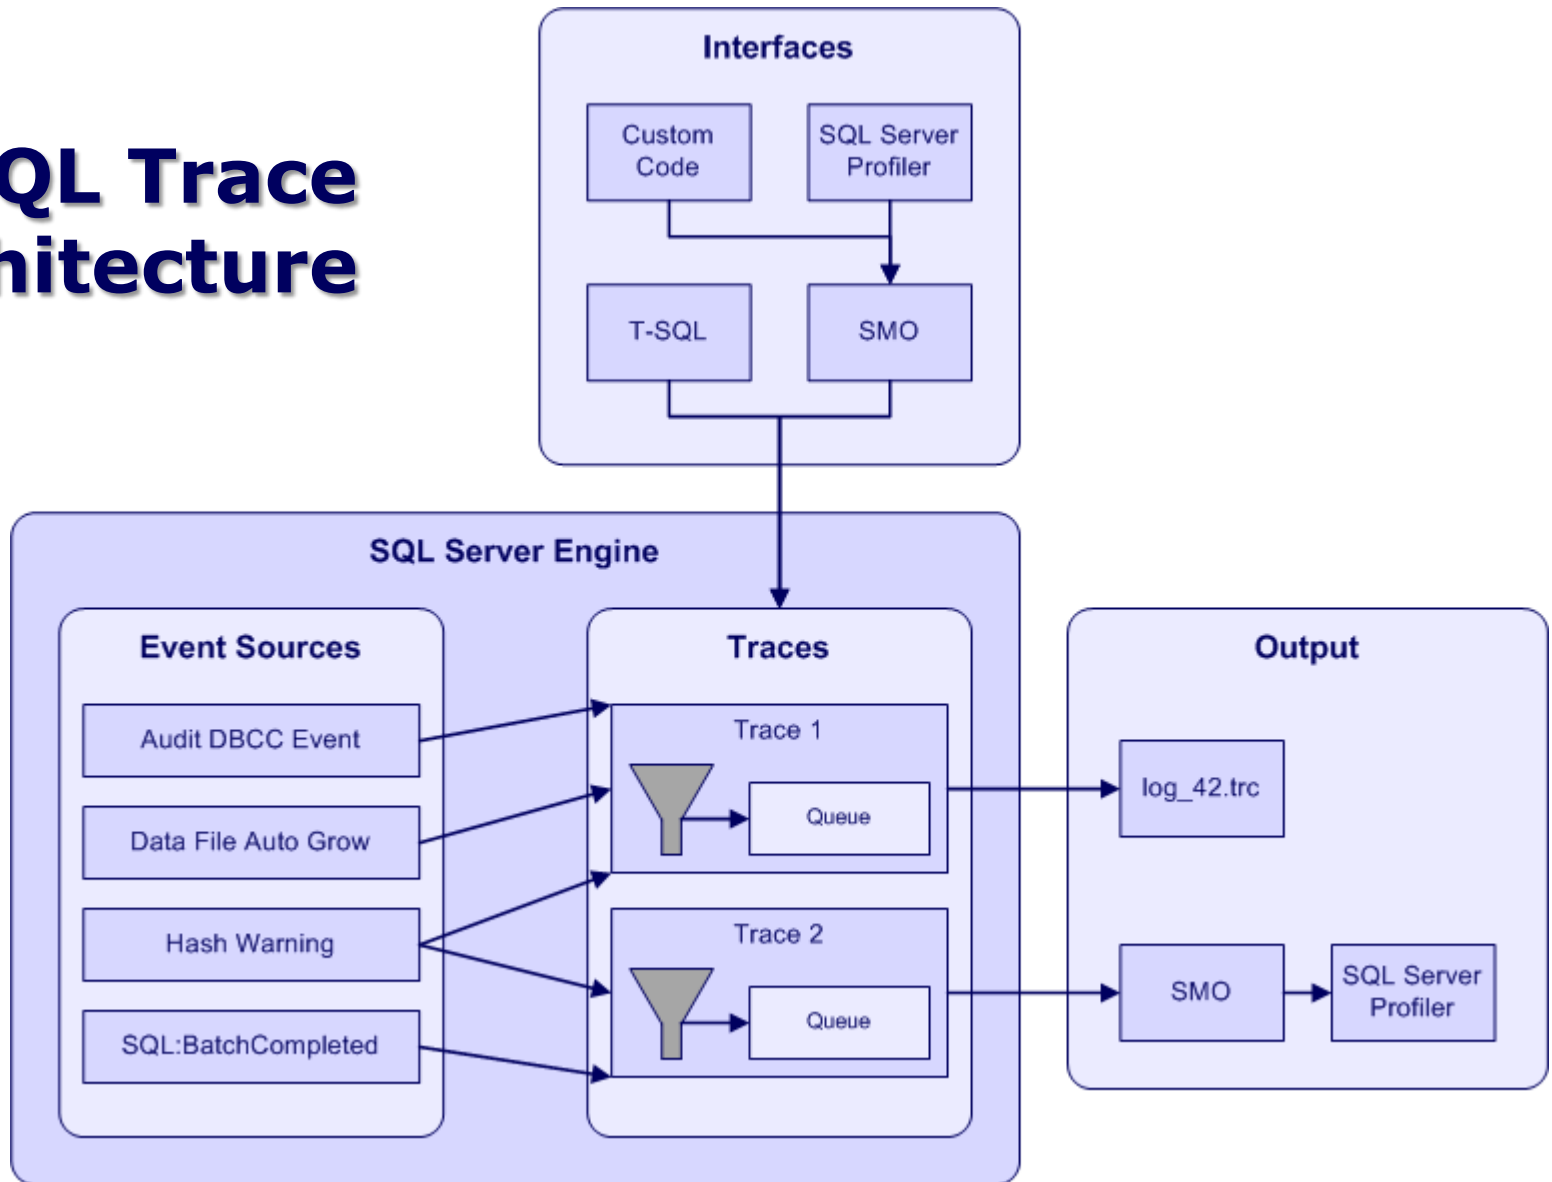 QL Trace
hitecture
Interfaces
Custom
Code
SQL Server
Profiler
T-SQL
SMO
SQL Server Engine
Event Sources
Audit DBCC Event
Data File Auto Grow
Hash Warning
SQL:BatchCompleted
Traces
Trace 1
Queue
Trace 2
Queue
Output
log_42.trc
SMO
SQL Server
Profiler